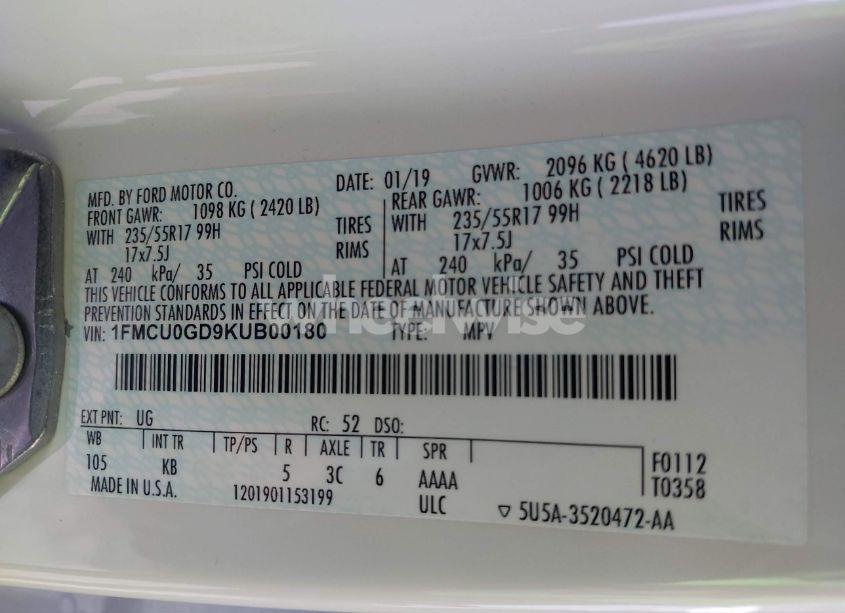 MFD. BY FORD MOTOR CO. DATE: 01/19 GVWR: 2096 KG ( 4620 LB)
FRONT GAWR: 1098 KG ( 2420 LB) REAR GAWR: 1006 KG ( 2218 LB)
WITH 235/55R17 99H TIRES WITH 235/55R17 99H TIRES
17x7.5J RIMS 17x7.5J RIMS
AT 240 kPa/ 35 PSI COLD AT 240 kPa/ 35 PSI COLD
THIS VEHICLE CONFORMS TO ALL APPLICABLE FEDERAL MOTOR VEHICLE SAFETY AND THEFT
PREVENTION STANDARDS IN EFFECT ON THE DATE OF MANUFACTURE SHOWN ABOVE.
wheelwise
VIN: 1FMCU0GD9KUB00180 TYPE: MPV
EXT PNT: UG RC: 52 DSO:
WB INT TR TP/PS R AXLE TR SPR
105 KB 5 3C 6 AAAA F0112
MADE IN U.S.A. 1201901153199 ULC T0358
▽ 5U5A-3520472-AA